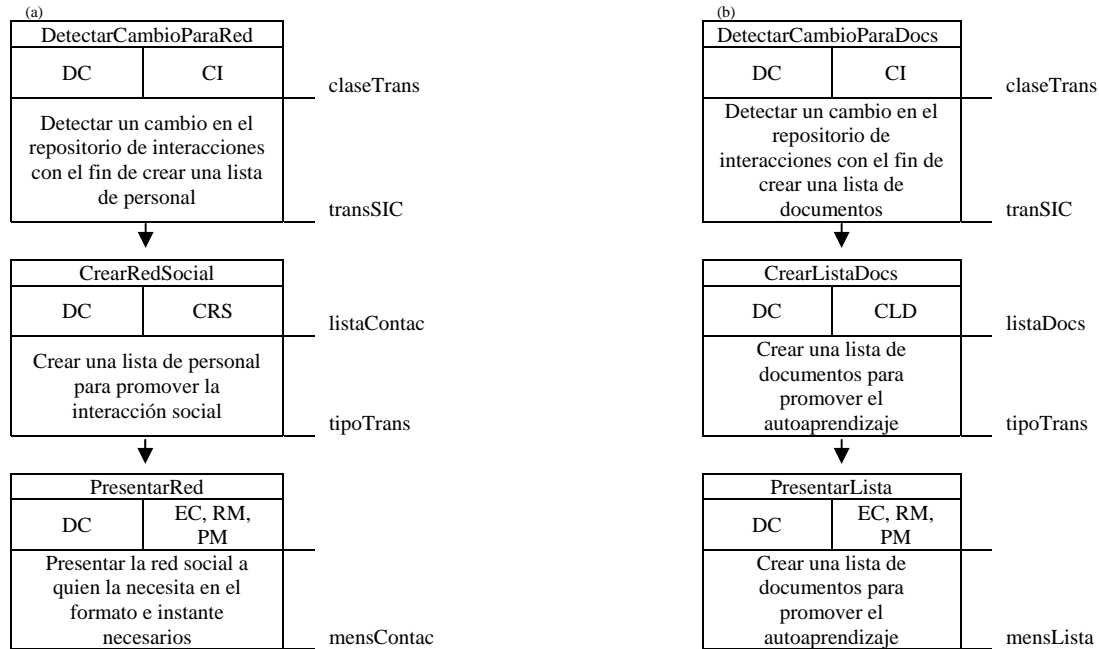 (a)
DetectarCambioParaRed
DC
CI
claseTrans
Detectar un cambio en el
repositorio de interacciones
con el fin de crear una lista
de personal
transSIC
CrearRedSocial
DC
CRS
listaContac
Crear una lista de personal
para promover la
interacción social
tipoTrans
PresentarRed
DC
EC, RM,
PM
Presentar la red social a
quien la necesita en el
formato e instante
necesarios
mensContac
(b)
DetectarCambioParaDocs
DC
CI
claseTrans
Detectar un cambio en el
repositorio de
interacciones con el fin de
crear una lista de
documentos
tranSIC
CrearListaDocs
DC
CLD
listaDocs
Crear una lista de
documentos para
promover el
autoaprendizaje
tipoTrans
PresentarLista
DC
EC, RM,
PM
Crear una lista de
documentos para
promover el
autoaprendizaje
mensLista